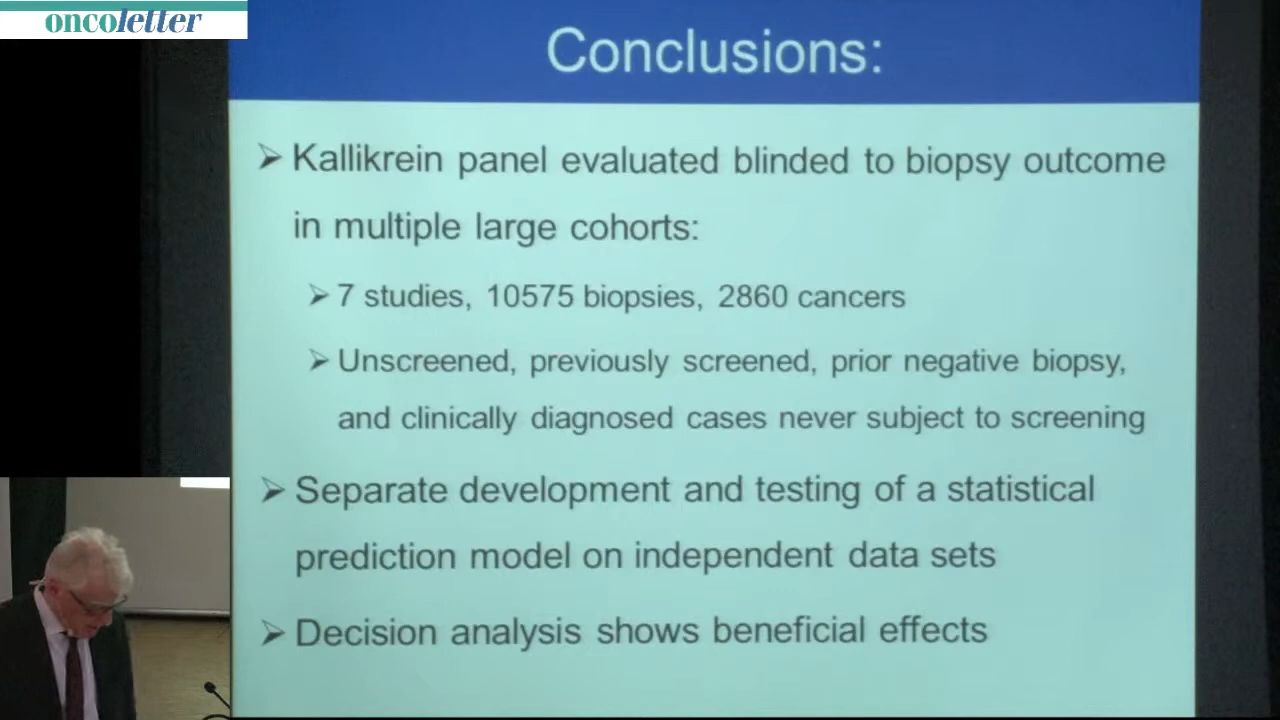 oncoletter
Conclusions:
➢ Kallikrein panel evaluated blinded to biopsy outcome
in multiple large cohorts:
➢ 7 studies, 10575 biopsies, 2860 cancers
➢ Unscreened, previously screened, prior negative biopsy,
and clinically diagnosed cases never subject to screening
➢ Separate development and testing of a statistical
prediction model on independent data sets
➢ Decision analysis shows beneficial effects